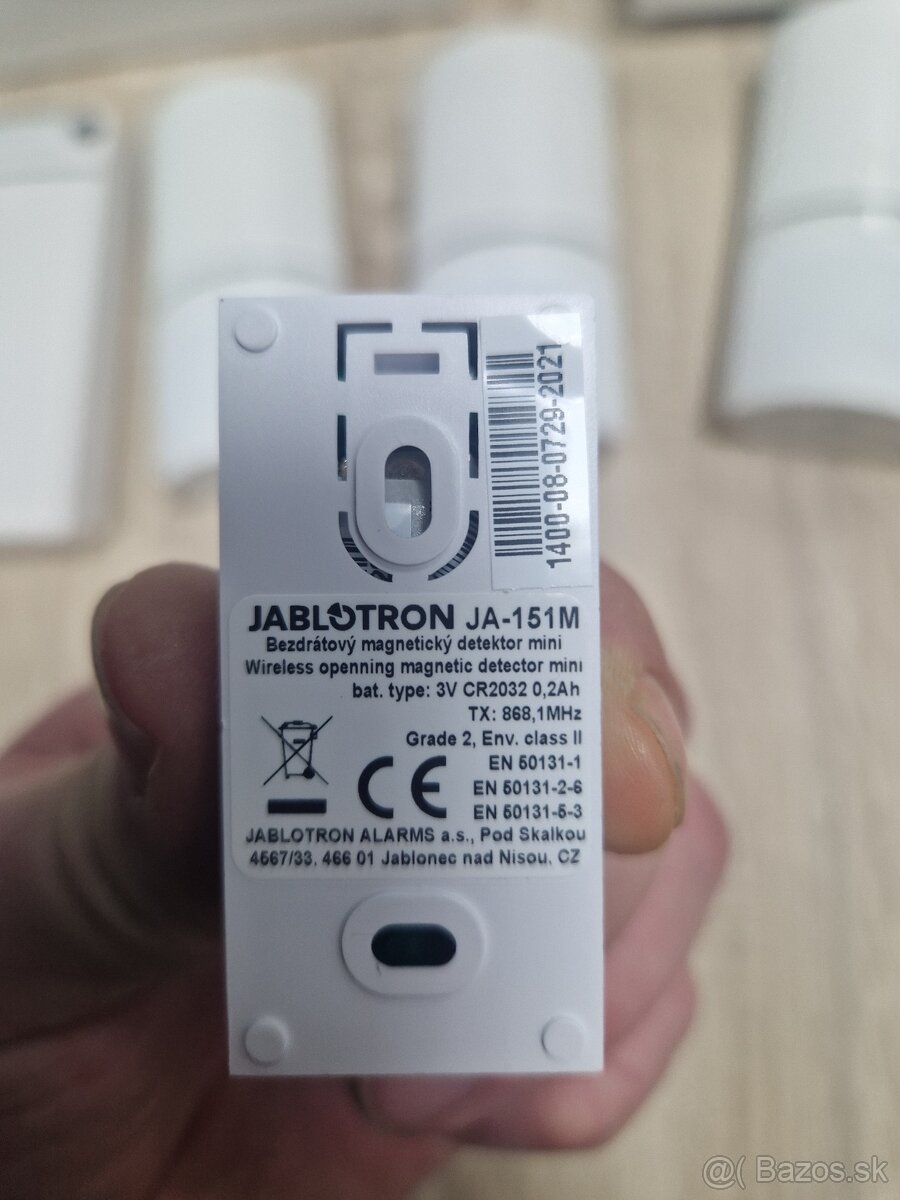 1400-08-0729-2021
JABLOTRON JA-151M
Bezdrátový magnetický detektor mini
Wireless openning magnetic detector mini
bat. type: 3V CR2032 0,2Ah
TX: 868,1MHz
Grade 2, Env. class II
EN 50131-1
EN 50131-2-6
EN 50131-5-3
CE
JABLOTRON ALARMS a.s., Pod Skalkou
4567/33, 466 01 Jablonec nad Nisou, CZ
@( Bazos.sk